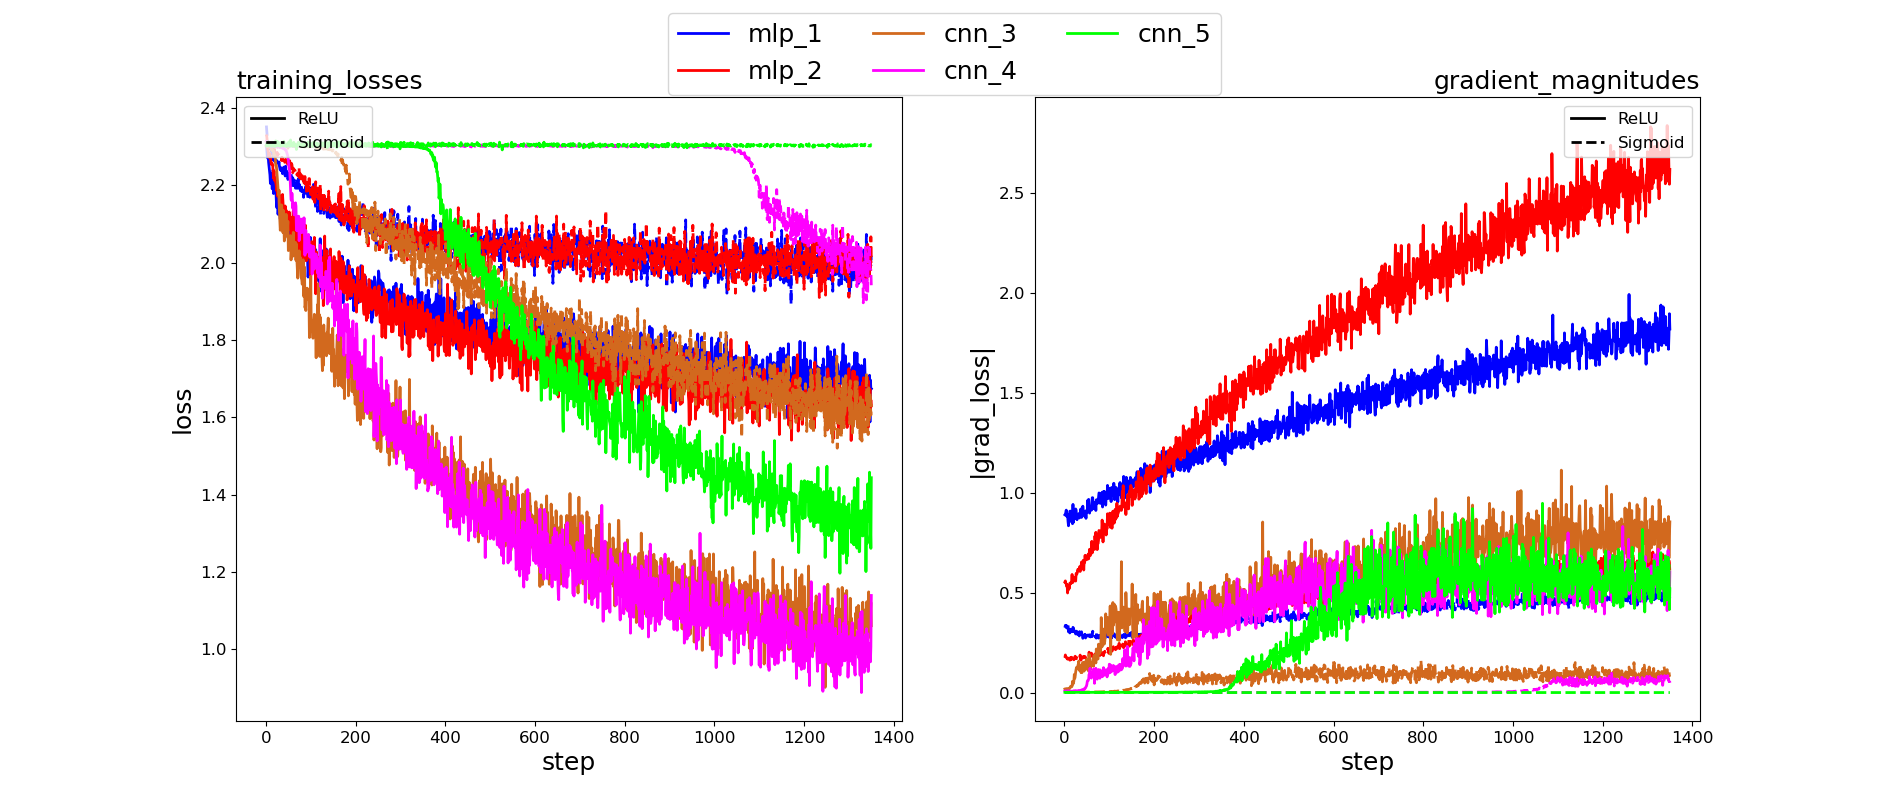 mlp_1 cnn_3 cnn_5
mlp_2 cnn_4
training_losses
gradient_magnitudes
ReLU
Sigmoid
ReLU
Sigmoid
2.4
2.2
2.0
1.8
1.6
1.4
1.2
1.0
loss
0 200 400 600 800 1000 1200 1400
step
2.5
2.0
1.5
1.0
0.5
0.0
|grad_loss|
0 200 400 600 800 1000 1200 1400
step